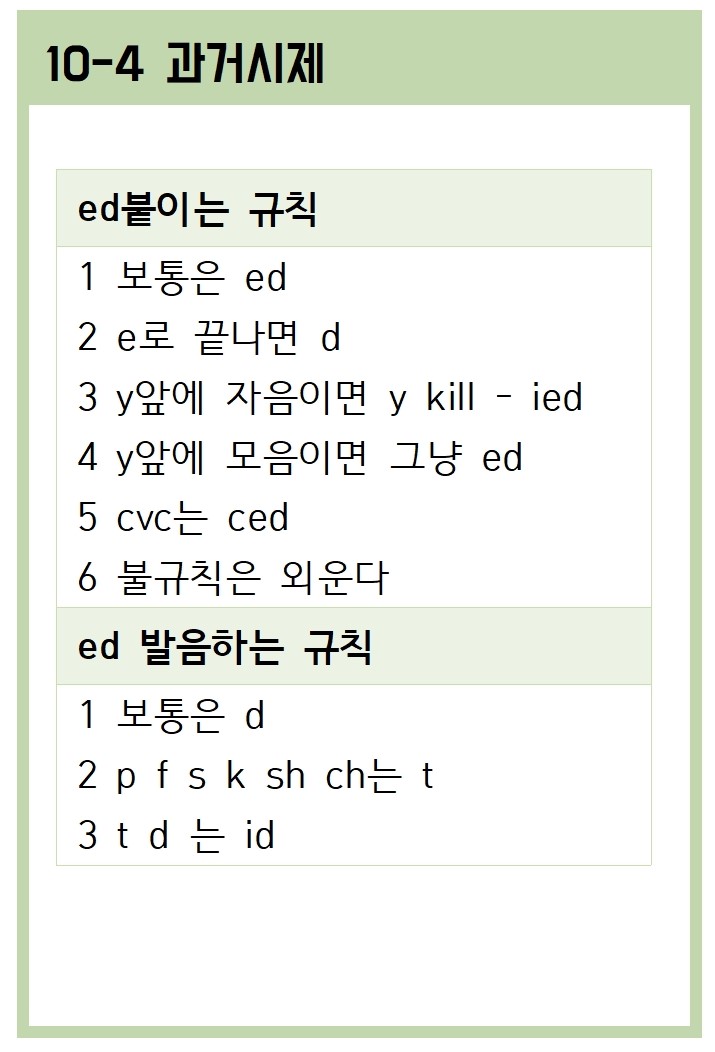 10-4 과거시제
ed붙이는 규칙
1 보통은 ed
2 e로 끝나면 d
3 y앞에 자음이면 y kill - ied
4 y앞에 모음이면 그냥 ed
5 cvc는 ced
6 불규칙은 외운다
ed 발음하는 규칙
1 보통은 d
2 p f s k sh ch는 t
3 t d 는 id